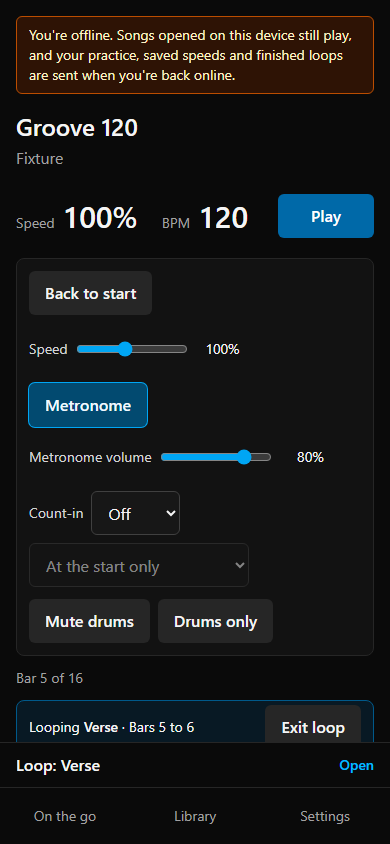 You're offline. Songs opened on this device still play,
and your practice, saved speeds and finished loops
are sent when you're back online.
Groove 120
Fixture
Speed 100% BPM 120 Play
Back to start
Speed 100%
Metronome
Metronome volume 80%
Count-in Off
At the start only
Mute drums Drums only
Bar 5 of 16
Looping Verse · Bars 5 to 6 Exit loop
Loop: Verse Open
On the go Library Settings